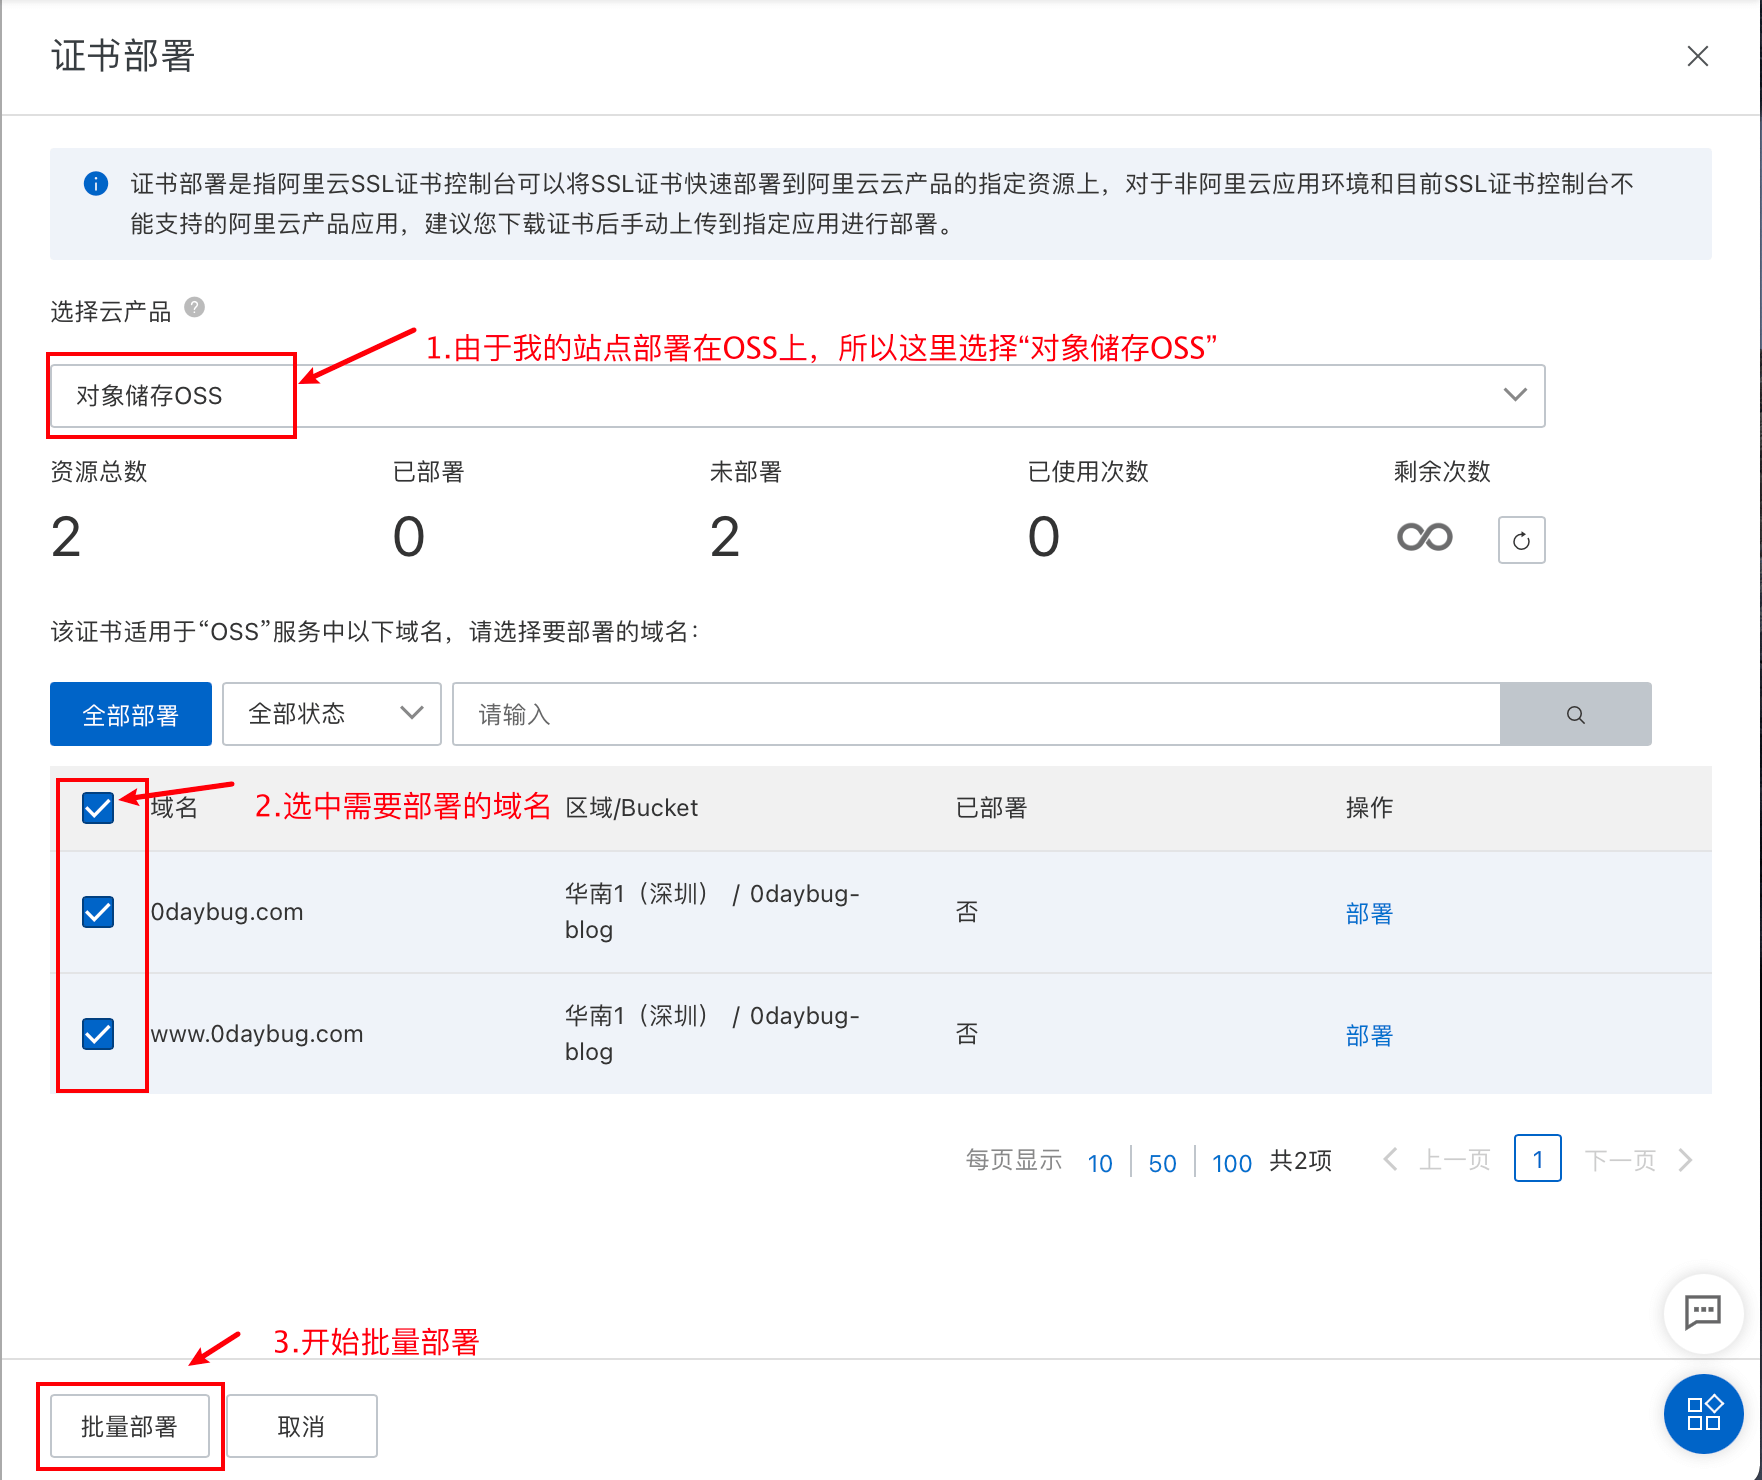 证书部署
证书部署是指阿里云SSL证书控制台可以将SSL证书快速部署到阿里云云产品的指定资源上，对于非阿里云应用环境和目前SSL证书控制台不
能支持的阿里云产品应用，建议您下载证书后手动上传到指定应用进行部署。
选择云产品 ?
1.由于我的站点部署在OSS上，所以这里选择“对象储存OSS”
对象储存OSS
资源总数 已部署 未部署 已使用次数 剩余次数
2 0 2 0 ∞
该证书适用于“OSS”服务中以下域名，请选择要部署的域名：
全部部署 全部状态 请输入
域名 2.选中需要部署的域名 区域/Bucket 已部署 操作
0daybug.com 华南1（深圳） / 0daybug- 否 部署
blog
www.0daybug.com 华南1（深圳） / 0daybug- 否 部署
blog
每页显示 10 50 100 共2项 上一页 1 下一页
3.开始批量部署
批量部署 取消